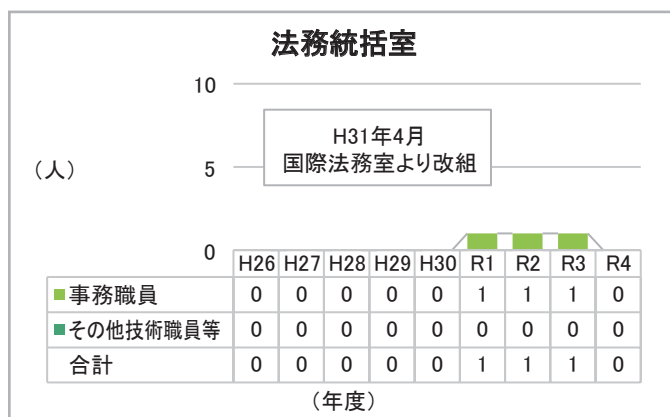 法務統括室
10
H31年4月
国際法務室より改組
（人）
5
0
H26 H27 H28 H29 H30 R1 R2 R3 R4
事務職員 0 0 0 0 0 1 1 1 0
その他技術職員等 0 0 0 0 0 0 0 0 0
合計 0 0 0 0 0 1 1 1 0
（年度）